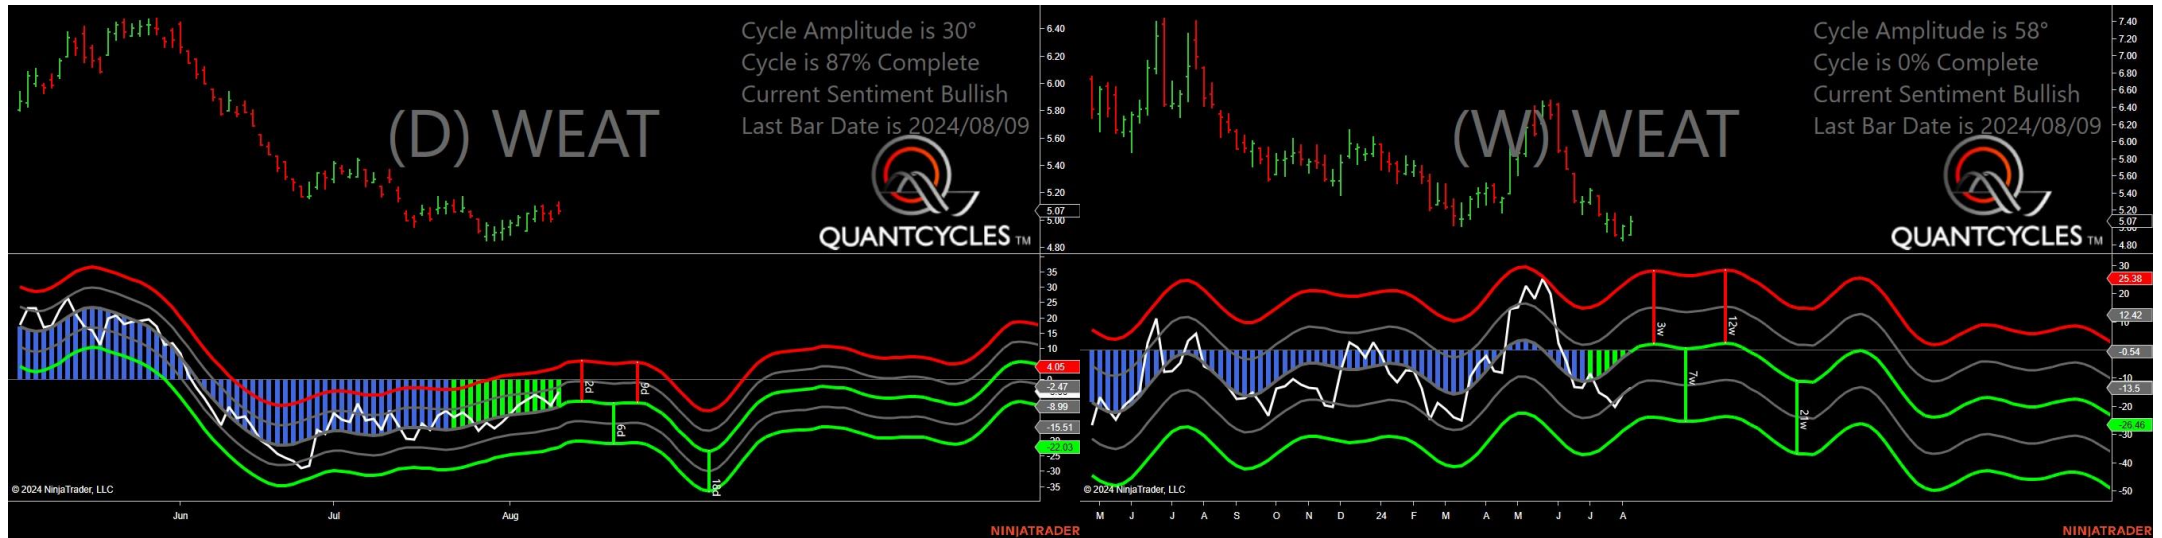 Cycle Amplitude is 30°
Cycle is 87% Complete
Current Sentiment Bullish
Last Bar Date is 2024/08/09
(D) WEAT
QUANTCYCLES TM
6.40
6.20
6.00
5.80
5.60
5.40
5.20
5.07
5.00
4.80
35
30
25
20
15
10
4.05
-2.47
-8.99
-15.51
-22.03
-25
-30
-35
2d
9d
6d
18d
© 2024 NinjaTrader, LLC
Jun
Jul
Aug
NINJATRADER
Cycle Amplitude is 58°
Cycle is 0% Complete
Current Sentiment Bullish
Last Bar Date is 2024/08/09
(W) WEAT
QUANTCYCLES TM
7.40
7.20
7.00
6.80
6.60
6.40
6.20
6.00
5.80
5.60
5.40
5.20
5.07
4.80
30
25.38
20
12.42
-0.54
-10
-13.5
-20
-26.46
-30
-40
-50
3w
12w
7w
21w
© 2024 NinjaTrader, LLC
M J J A S O N D 24 F M A M J J A
NINJATRADER